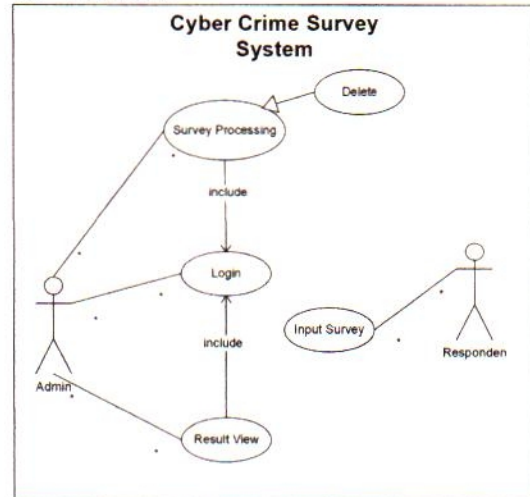 Cyber Crime Survey
System
Delete
Survey Processing
include
Login
include
Input Survey
Responden
Admin
Result View